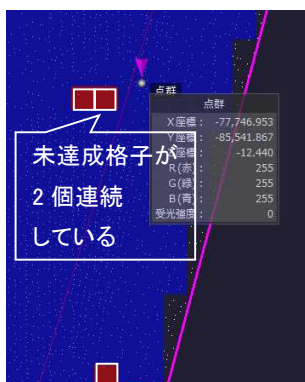 点群
点群
X座標： -77,746.953
Y座標： -85,541.867
座標： -12.440
R(赤)： 255
G(緑)： 255
B(青)： 255
受光強度： 0
未達成格子が
2 個連続
している